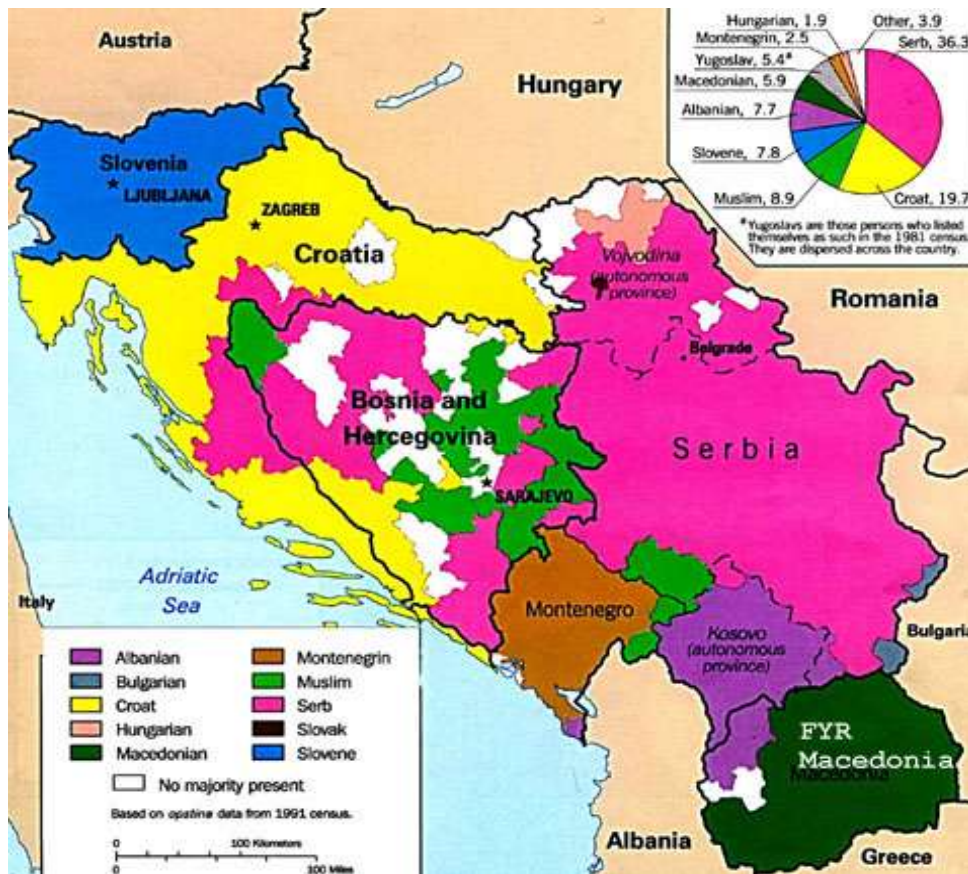 Austria
Hungary
Slovenia
LJUBLJANA
ZAGREB
Croatia
Vojvodina
(autonomous
province)
Romania
Belgrade
Bosnia and
Hercegovina
SARAJEVO
Serbia
Adriatic
Sea
Italy
Montenegro
Kosovo
(autonomous
province)
Bulgaria
FYR
Macedonia
Macedonia
Albania
Greece
Hungarian, 1.9
Other, 3.9
Montenegrin, 2.5
Serb, 36.3
Yugoslav, 5.4*
Macedonian, 5.9
Albanian, 7.7
Slovene, 7.8
Muslim, 8.9
Croat, 19.7
*Yugoslavs are those persons who listed
themselves as such in the 1981 census.
They are dispersed across the country.
Albanian
Bulgarian
Croat
Hungarian
Macedonian
Montenegrin
Muslim
Serb
Slovak
Slovene
No majority present
Based on opstina data from 1991 census.
0 100 Kilometers
0 100 Miles